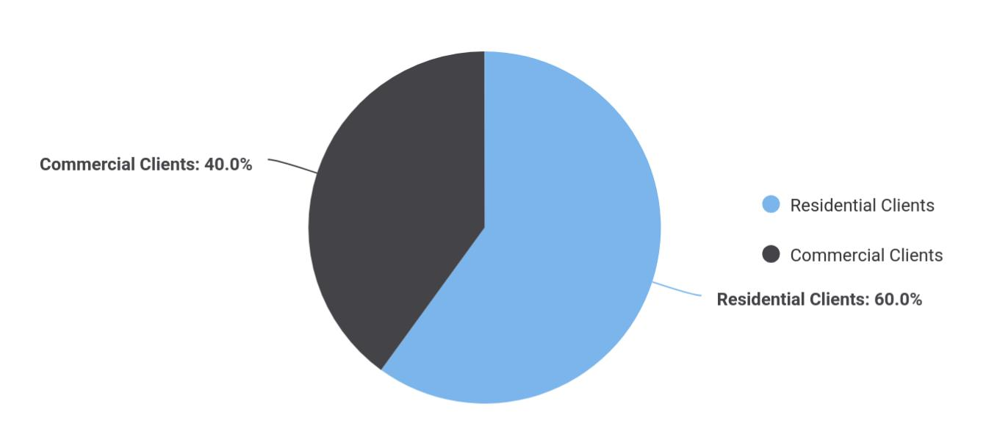 Commercial Clients: 40.0%
Residential Clients
Commercial Clients
Residential Clients: 60.0%